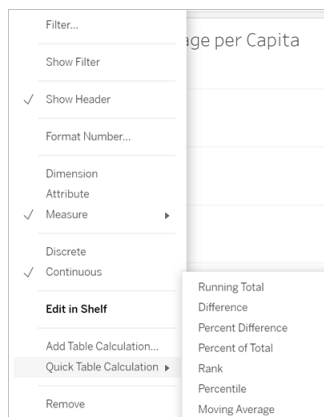 Filter...
age per Capita
Show Filter
Show Header
Format Number...
Dimension
Attribute
Measure
Discrete
Continuous
Edit in Shelf
Add Table Calculation...
Quick Table Calculation
Remove
Running Total
Difference
Percent Difference
Percent of Total
Rank
Percentile
Moving Average